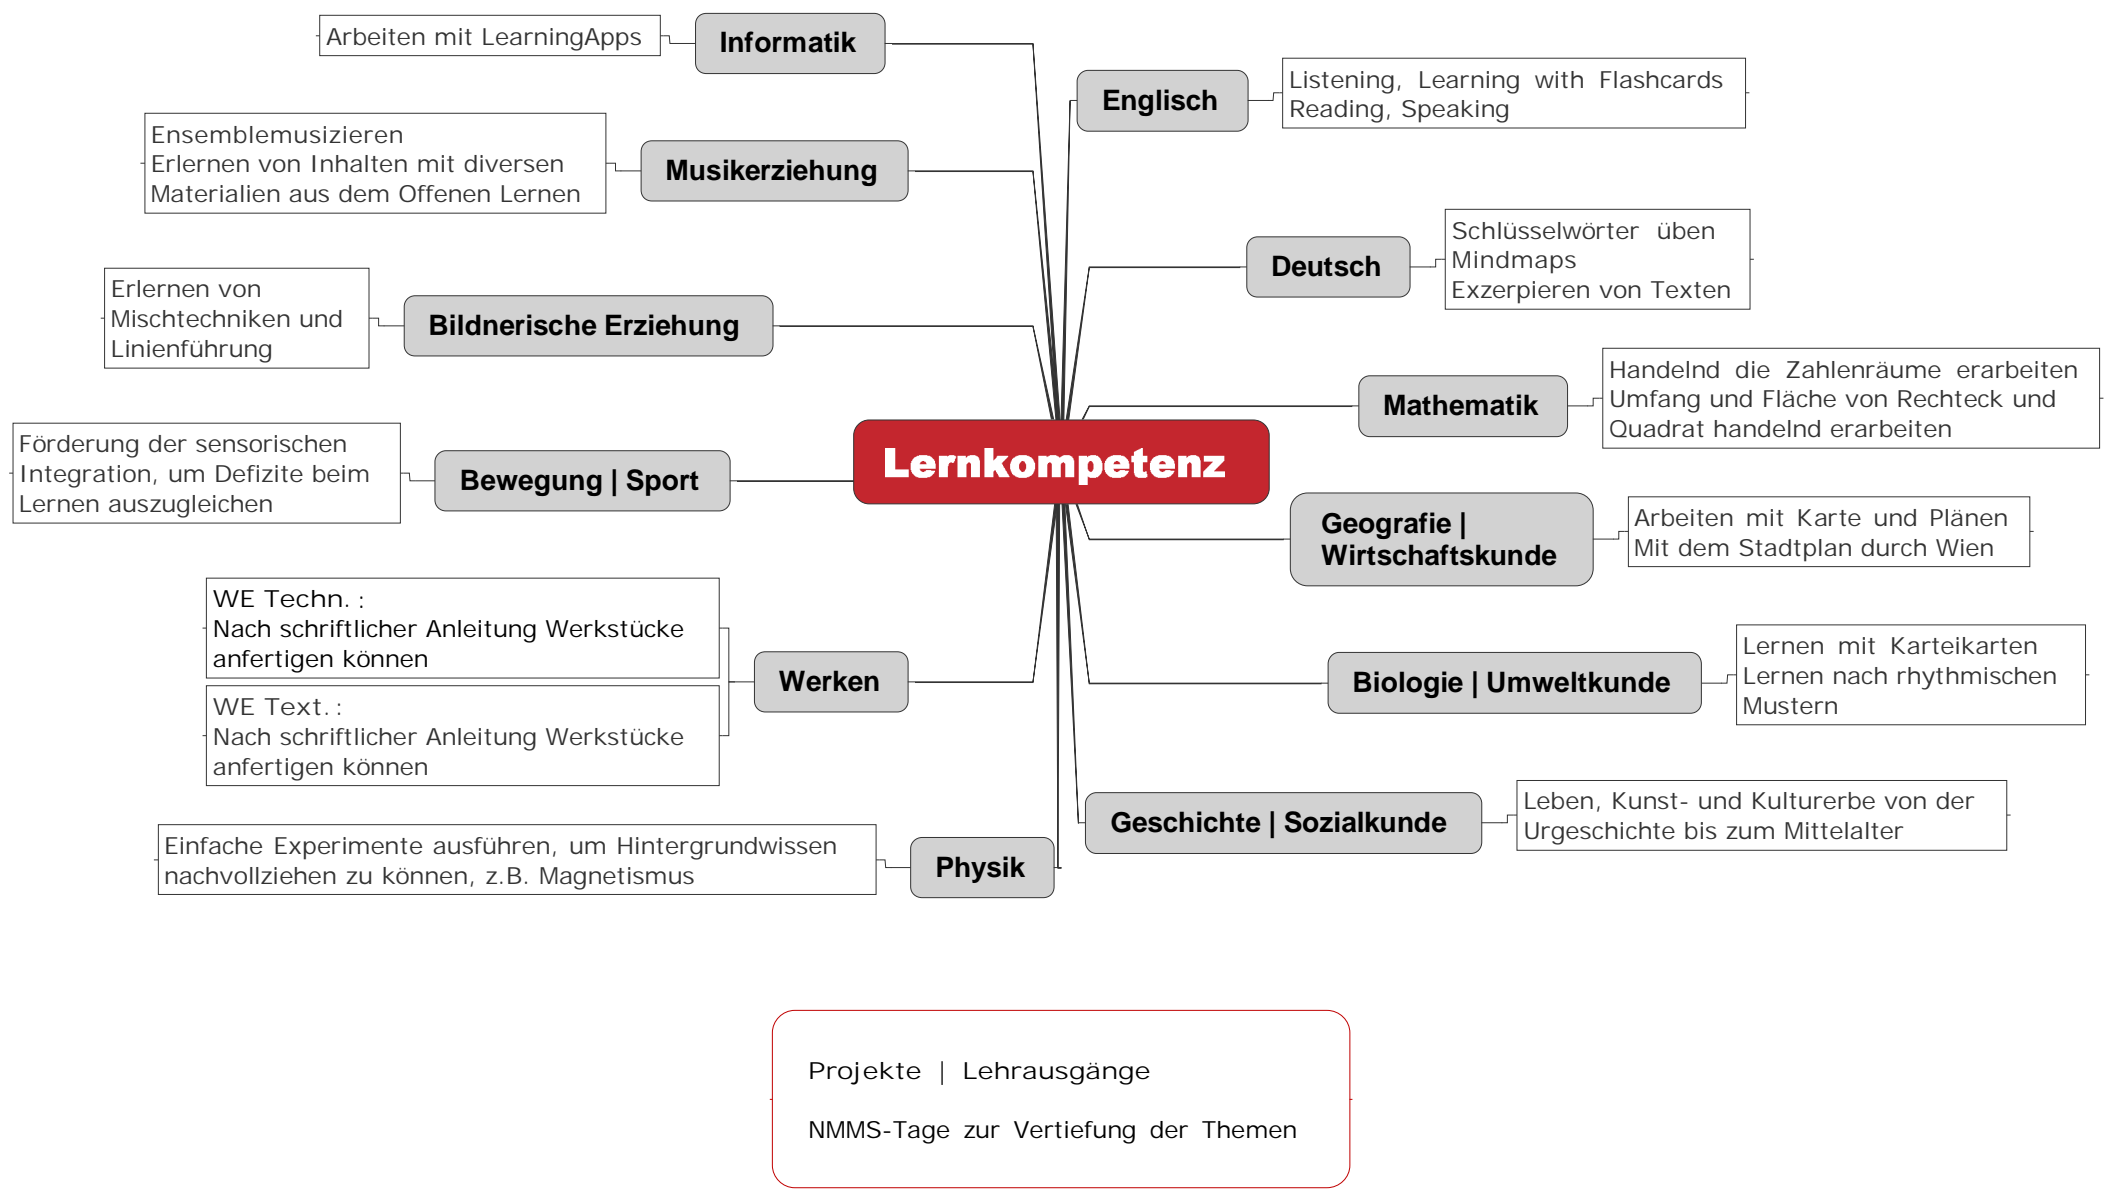 Arbeiten mit LearningApps
Informatik
Englisch
Listening, Learning with Flashcards
Reading, Speaking
Ensemblemusizieren
Erlernen von Inhalten mit diversen
Materialien aus dem Offenen Lernen
Musikerziehung
Deutsch
Schlüsselwörter üben
Mindmaps
Exzerpieren von Texten
Erlernen von
Mischtechniken und
Linienführung
Bildnerische Erziehung
Mathematik
Handelnd die Zahlenräume erarbeiten
Umfang und Fläche von Rechteck und
Quadrat handelnd erarbeiten
Förderung der sensorischen
Integration, um Defizite beim
Lernen auszugleichen
Bewegung | Sport
Lernkompetenz
Geografie |
Wirtschaftskunde
Arbeiten mit Karte und Plänen
Mit dem Stadtplan durch Wien
WE Techn.:
Nach schriftlicher Anleitung Werkstücke
anfertigen können
WE Text.:
Nach schriftlicher Anleitung Werkstücke
anfertigen können
Werken
Biologie | Umweltkunde
Lernen mit Karteikarten
Lernen nach rhythmischen
Mustern
Geschichte | Sozialkunde
Leben, Kunst- und Kulturerbe von der
Urgeschichte bis zum Mittelalter
Einfache Experimente ausführen, um Hintergrundwissen
nachvollziehen zu können, z.B. Magnetismus
Physik
Projekte | Lehrausgänge
NMMS-Tage zur Vertiefung der Themen